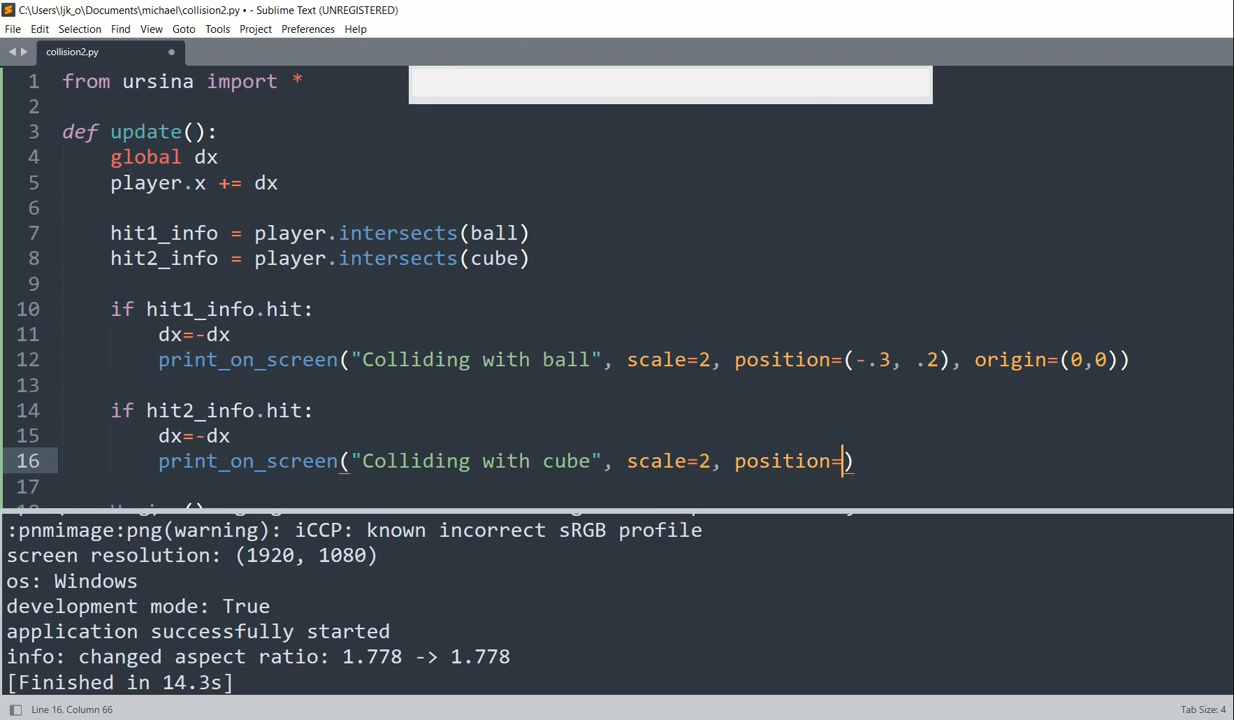 C:\Users\ljk_o\Documents\michael\collision2.py • - Sublime Text (UNREGISTERED)
File Edit Selection Find View Goto Tools Project Preferences Help
collision2.py
1 from ursina import *
2
3 def update():
4 global dx
5 player.x += dx
6
7 hit1_info = player.intersects(ball)
8 hit2_info = player.intersects(cube)
9
10 if hit1_info.hit:
11 dx=-dx
12 print_on_screen("Colliding with ball", scale=2, position=(-.3, .2), origin=(0,0))
13
14 if hit2_info.hit:
15 dx=-dx
16 print_on_screen("Colliding with cube", scale=2, position=)
17
:pnmimage:png(warning): iCCP: known incorrect sRGB profile
screen resolution: (1920, 1080)
os: Windows
development mode: True
application successfully started
info: changed aspect ratio: 1.778 -> 1.778
[Finished in 14.3s]
Line 16, Column 66
Tab Size: 4